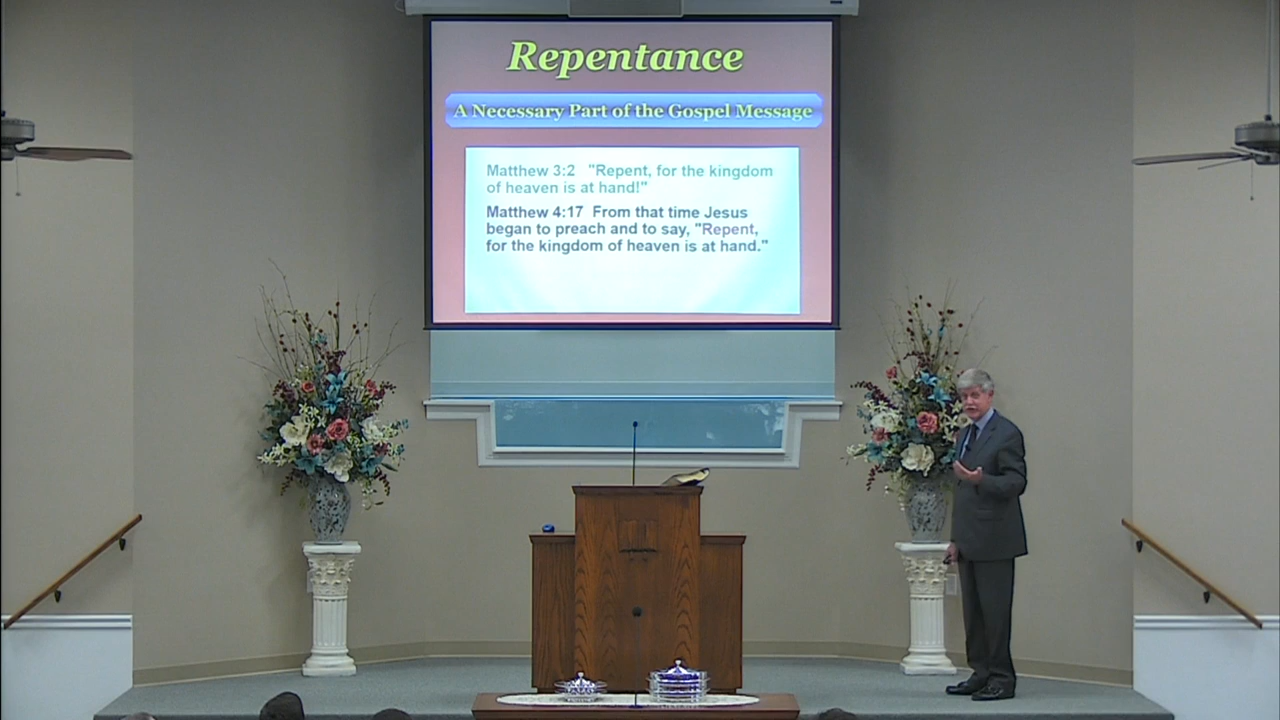 Repentance
A Necessary Part of the Gospel Message
Matthew 3:2 "Repent, for the kingdom
of heaven is at hand!"
Matthew 4:17 From that time Jesus
began to preach and to say, "Repent,
for the kingdom of heaven is at hand."